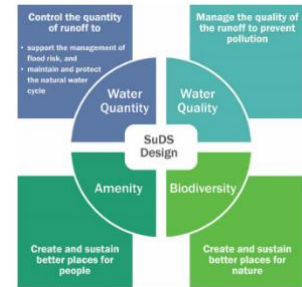 Control the quantity
of runoff to
• support the management of
flood risk, and
• maintain and protect
the natural water
cycle
Manage the quality of
the runoff to prevent
pollution
Water
Quantity
Water
Quality
SuDS
Design
Amenity
Biodiversity
Create and sustain
better places for
people
Create and sustain
better places for
nature